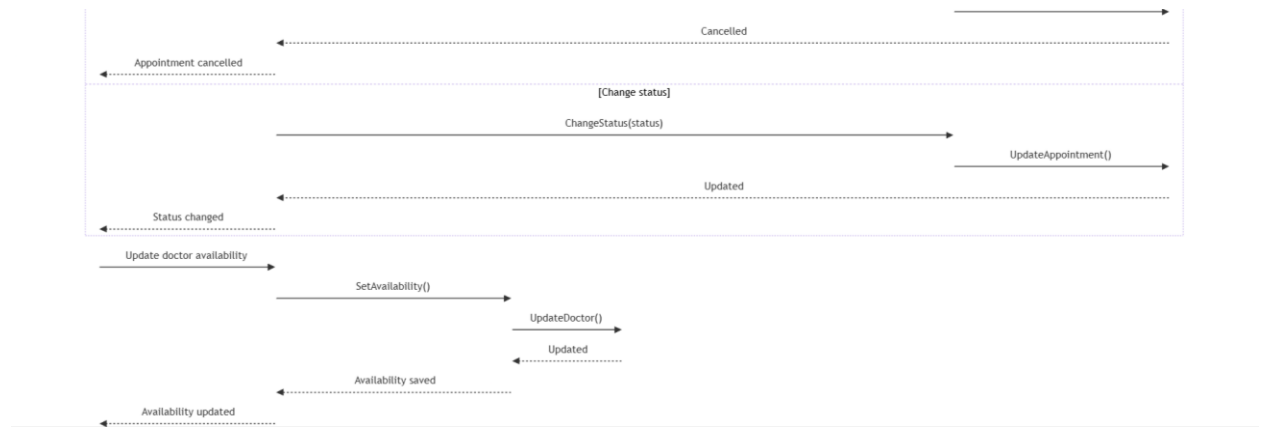 Cancelled
Appointment cancelled
[Change status]
ChangeStatus(status)
UpdateAppointment()
Updated
Status changed
Update doctor availability
SetAvailability()
UpdateDoctor()
Updated
Availability saved
Availability updated